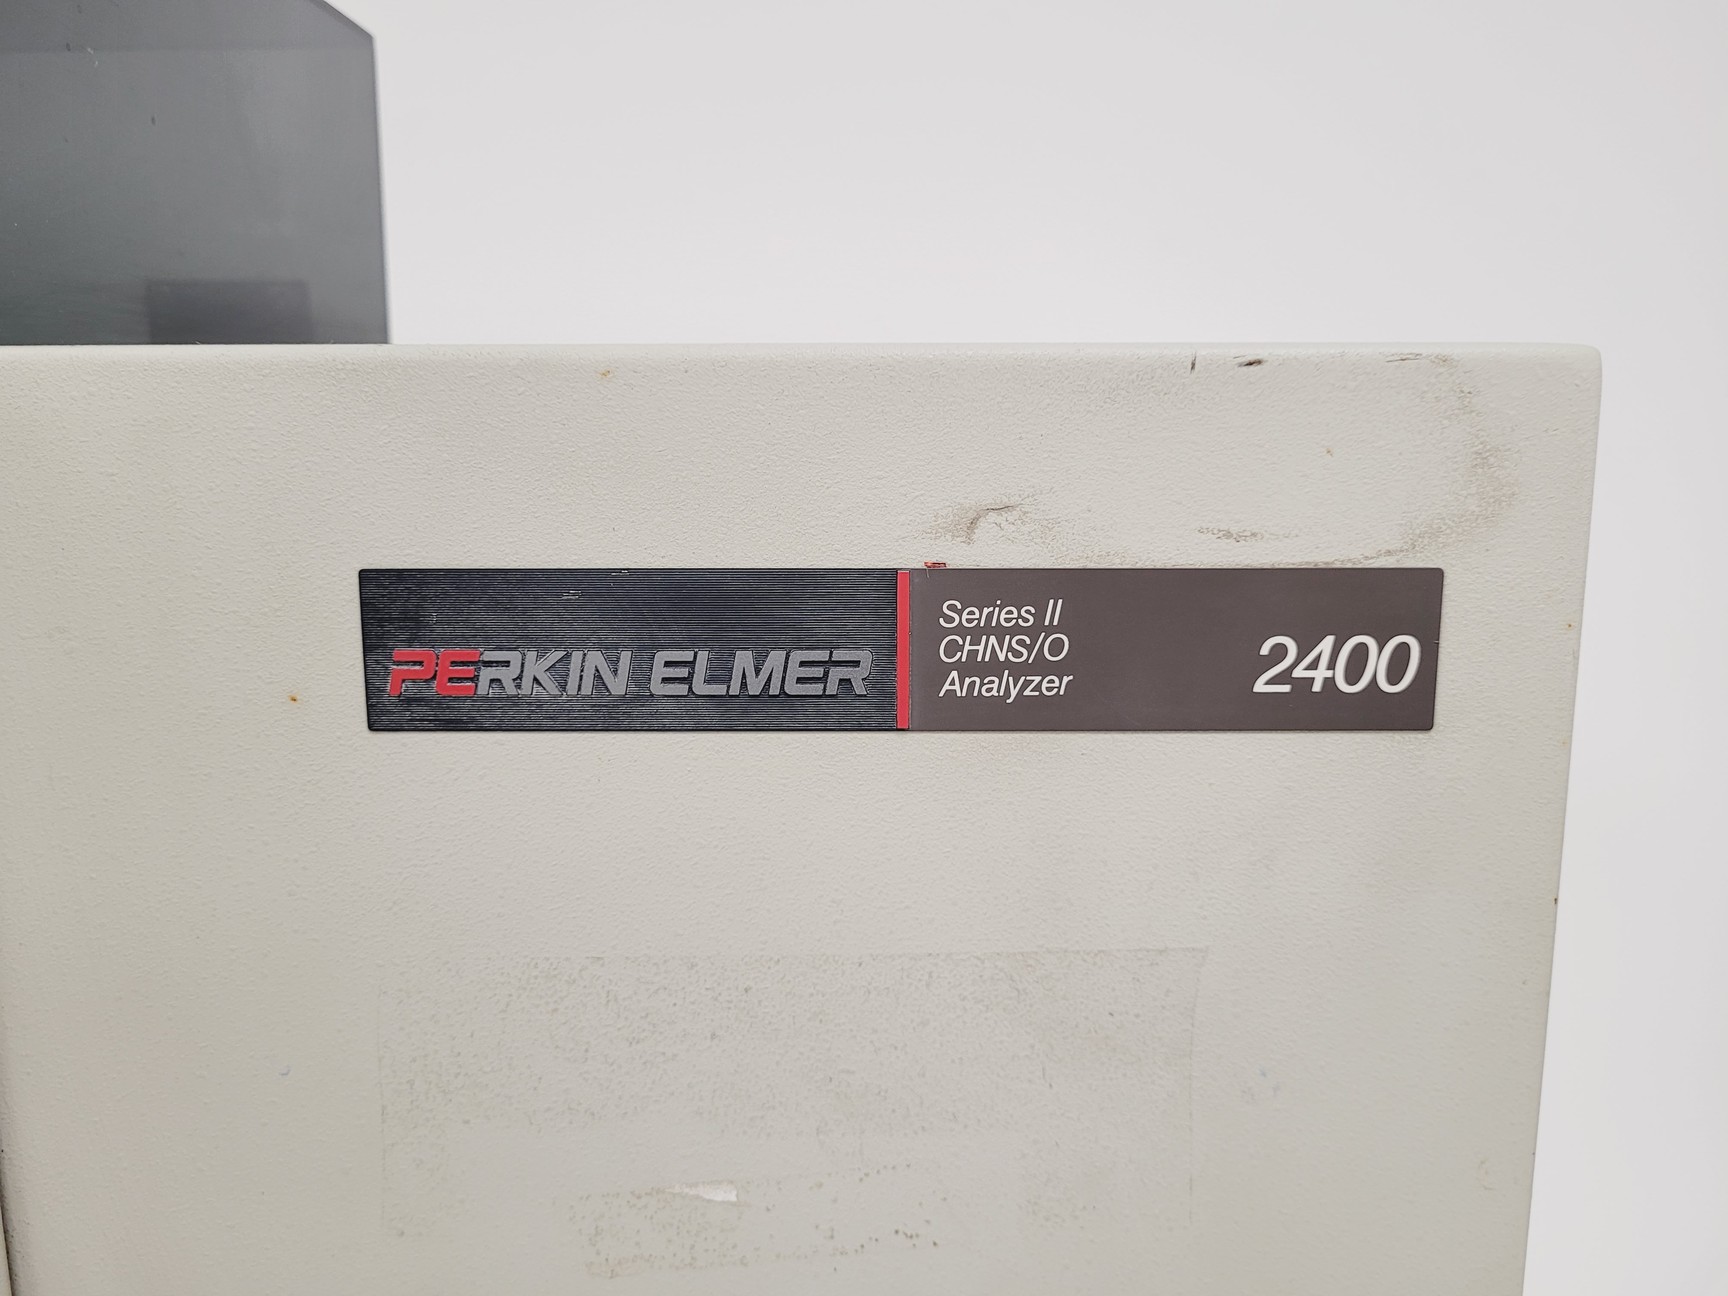 PERKIN ELMER
Series II
CHNS/O
Analyzer
2400